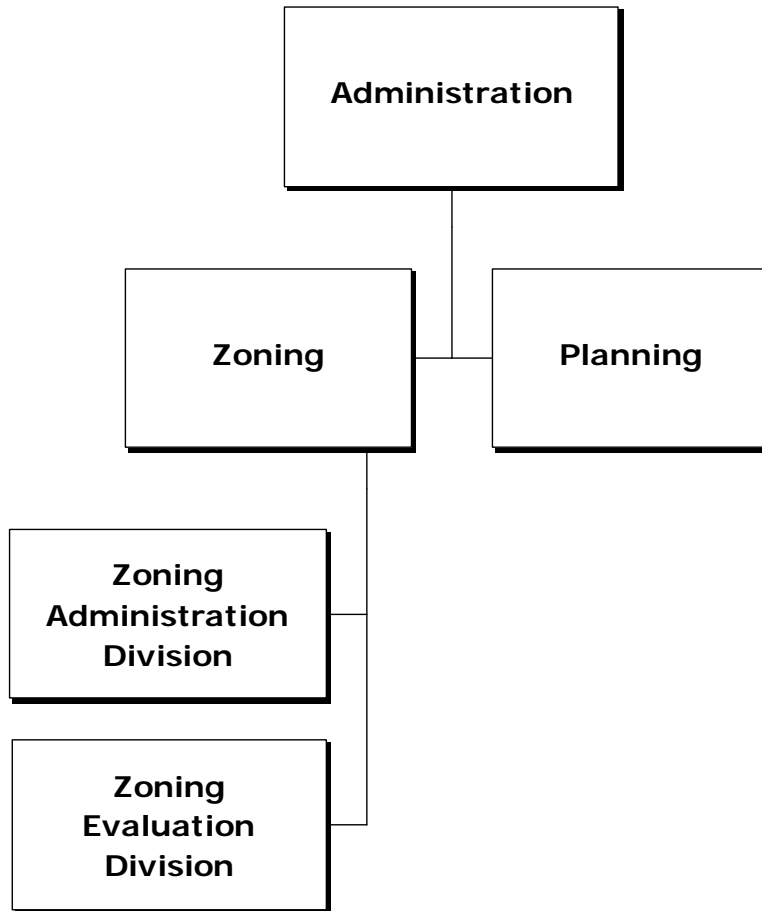 Administration
Zoning
Planning
Zoning
Administration
Division
Zoning
Evaluation
Division